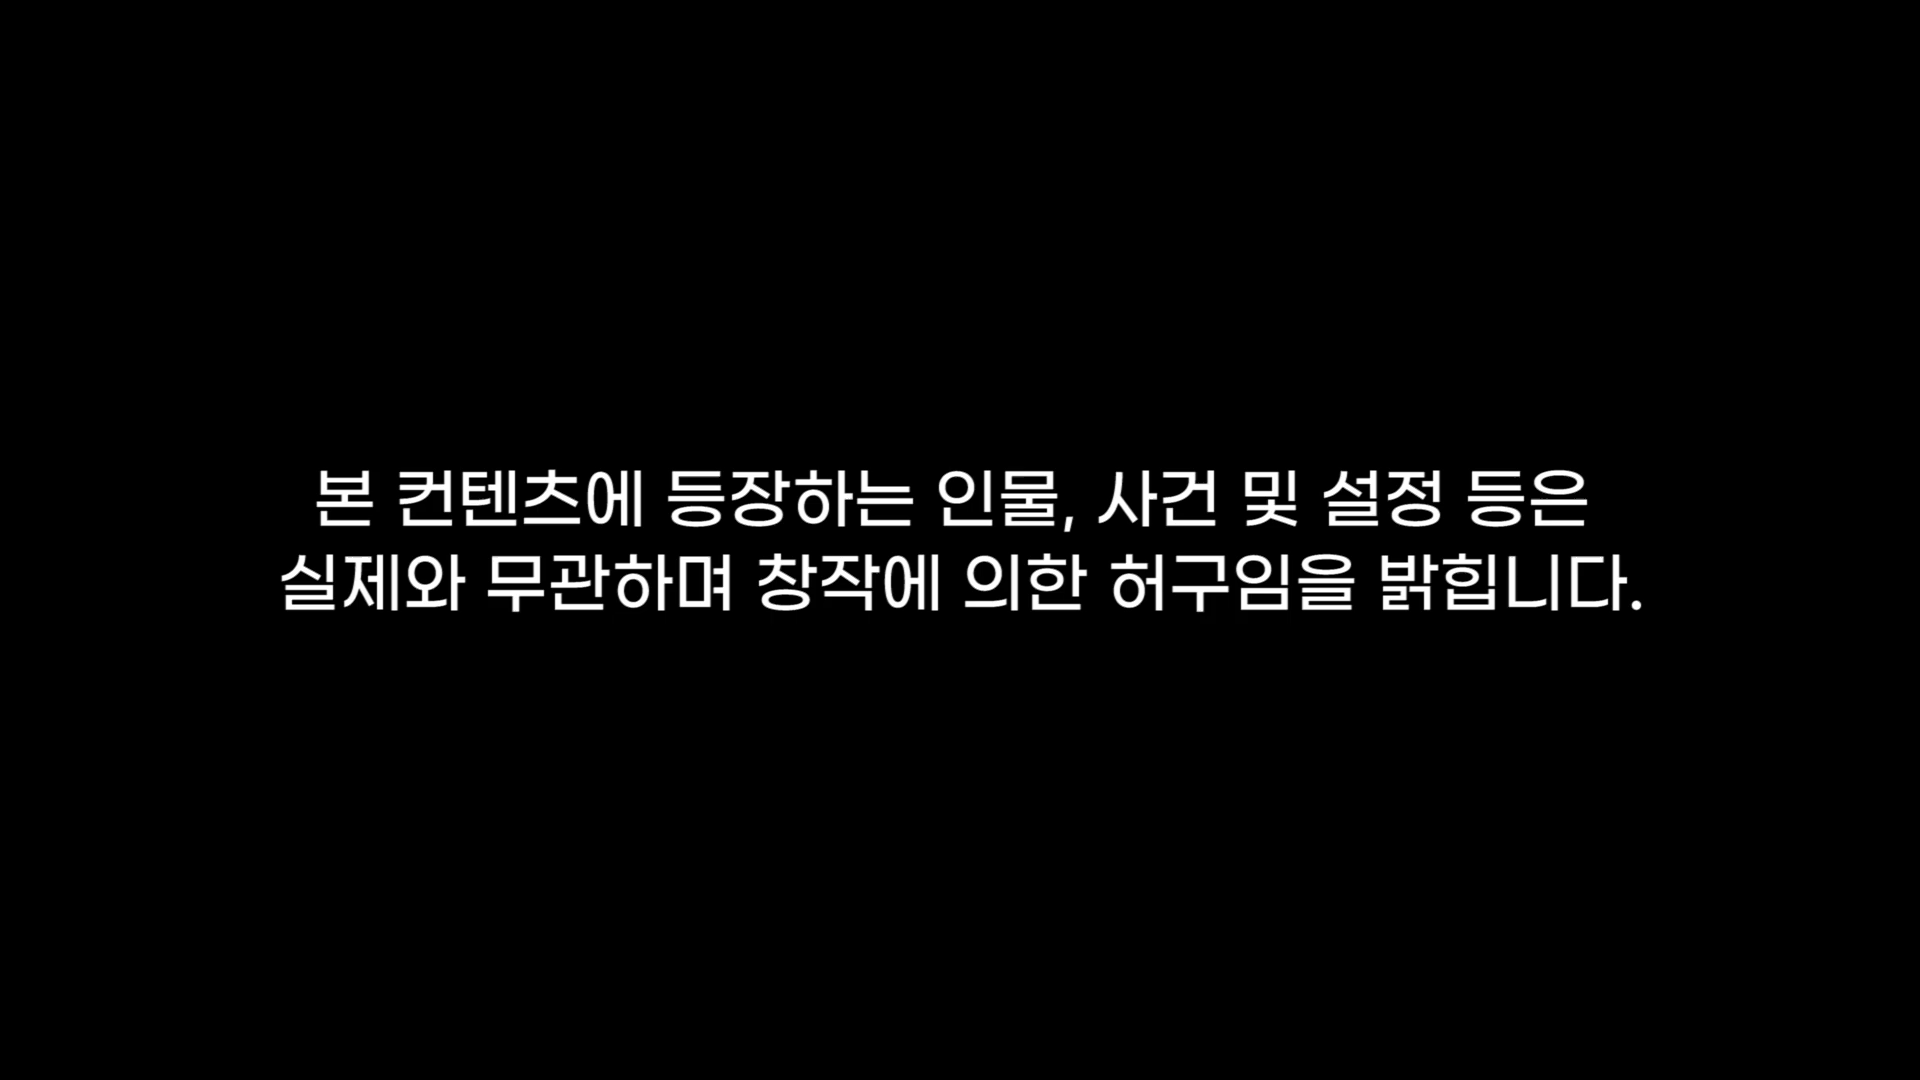 본 컨텐츠에 등장하는 인물, 사건 및 설정 등은
실제와 무관하며 창작에 의한 허구임을 밝힙니다.